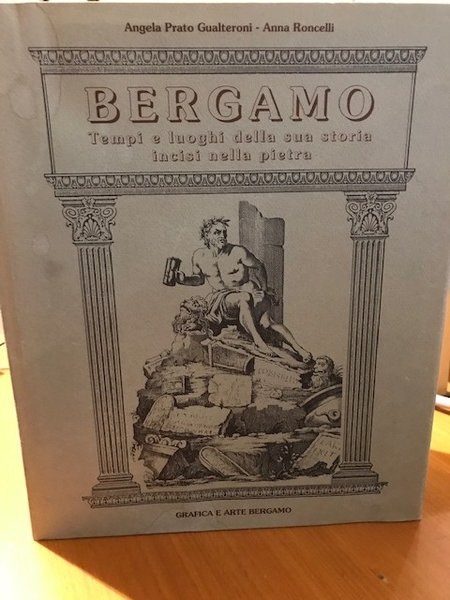 Angela Prato Gualteroni - Anna Roncelli
BERGAMO
Tempi e luoghi della sua storia
incisi nella pietra
GRAFICA E ARTE BERGAMO